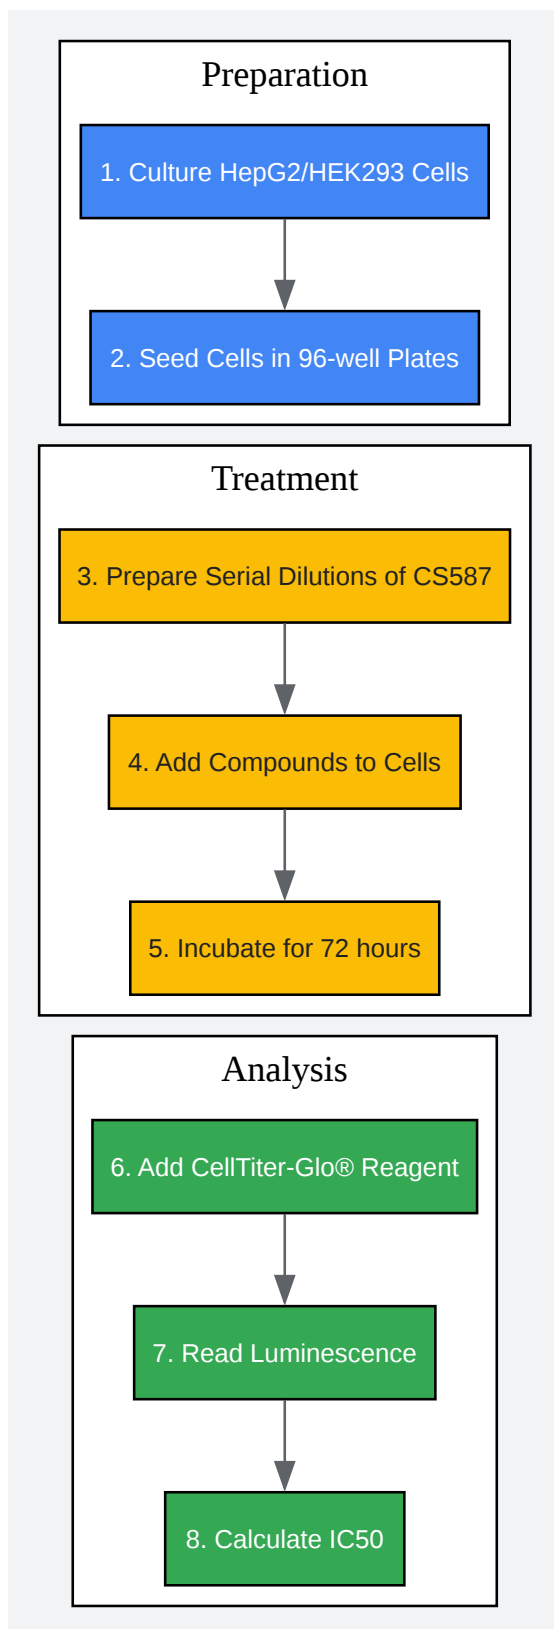 Preparation
1. Culture HepG2/HEK293 Cells
2. Seed Cells in 96-well Plates
Treatment
3. Prepare Serial Dilutions of CS587
4. Add Compounds to Cells
5. Incubate for 72 hours
Analysis
6. Add CellTiter-Glo® Reagent
7. Read Luminescence
8. Calculate IC50